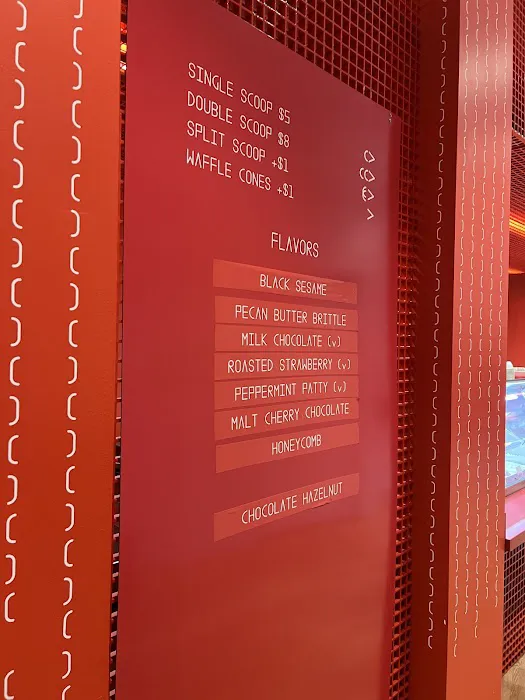 SINGLE SCOOP $5
DOUBLE SCOOP $8
SPLIT SCOOP +$1
WAFFLE CONES +$1
FLAVORS
BLACK SESAME
PECAN BUTTER BRITTLE
MILK CHOCOLATE (v)
ROASTED STRAWBERRY (v)
PEPPERMINT PATTY (v)
MALT CHERRY CHOCOLATE
HONEYCOMB
CHOCOLATE HAZELNUT